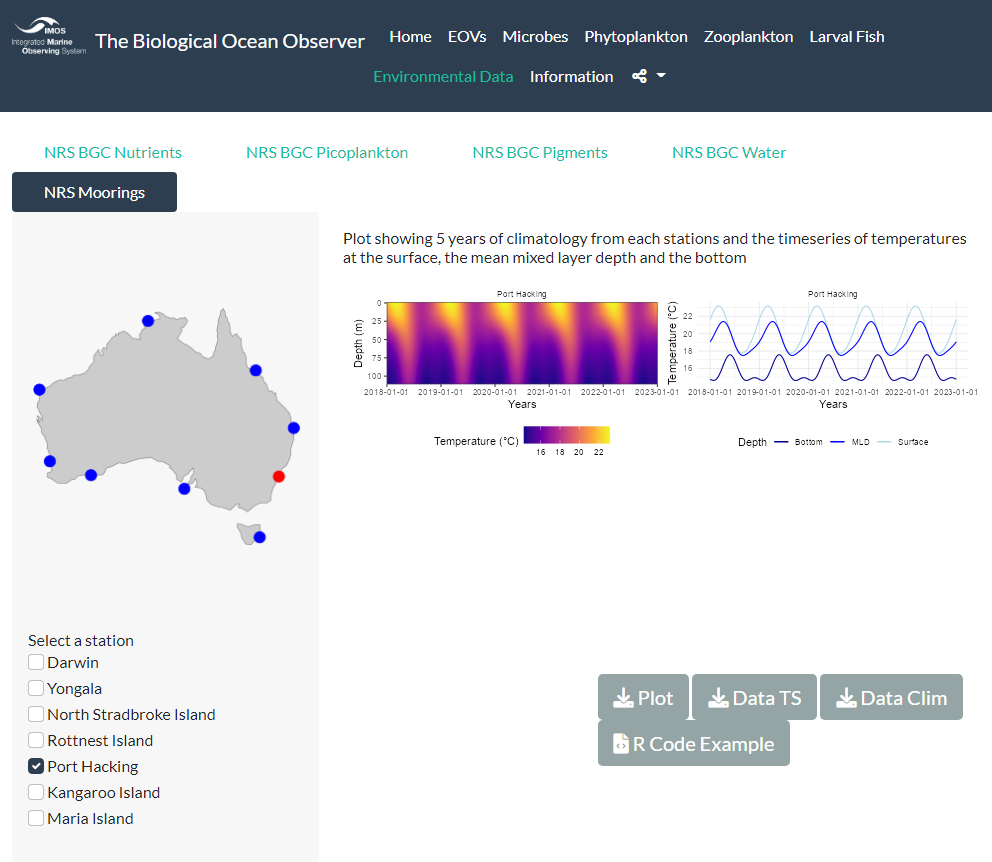 IMOS
Integrated Marine
Observing System
The Biological Ocean Observer
Home EOVs Microbes Phytoplankton Zooplankton Larval Fish
Environmental Data Information
NRS BGC Nutrients NRS BGC Picoplankton NRS BGC Pigments NRS BGC Water
NRS Moorings
Plot showing 5 years of climatology from each stations and the timeseries of temperatures
at the surface, the mean mixed layer depth and the bottom
Port Hacking
Depth (m)
0
25
50
75
100
2018-01-01 2019-01-01 2020-01-01 2021-01-01 2022-01-01 2023-01-01
Years
Temperature (°C)
16 18 20 22
Port Hacking
Temperature (°C)
22
20
18
16
2018-01-01 2019-01-01 2020-01-01 2021-01-01 2022-01-01 2023-01-01
Years
Depth Bottom MLD Surface
Select a station
Darwin
Yongala
North Stradbroke Island
Rottnest Island
Port Hacking
Kangaroo Island
Maria Island
Plot Data TS Data Clim
R Code Example